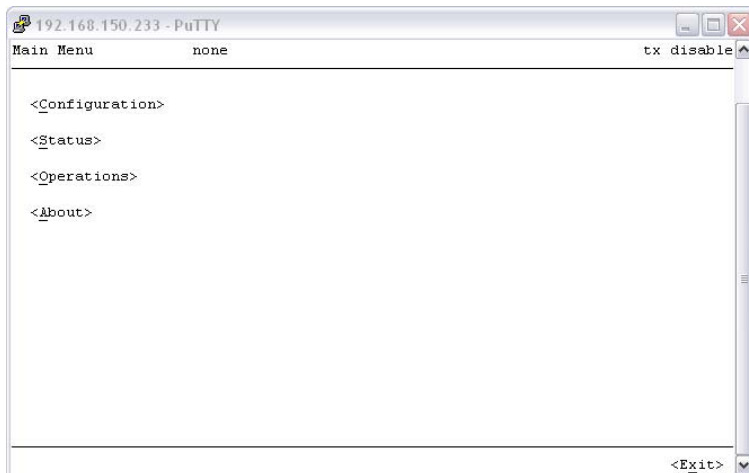 192.168.150.233 - PuTTY
Main Menu none tx disable
<Configuration>
<Status>
<Operations>
<About>
<Exit>